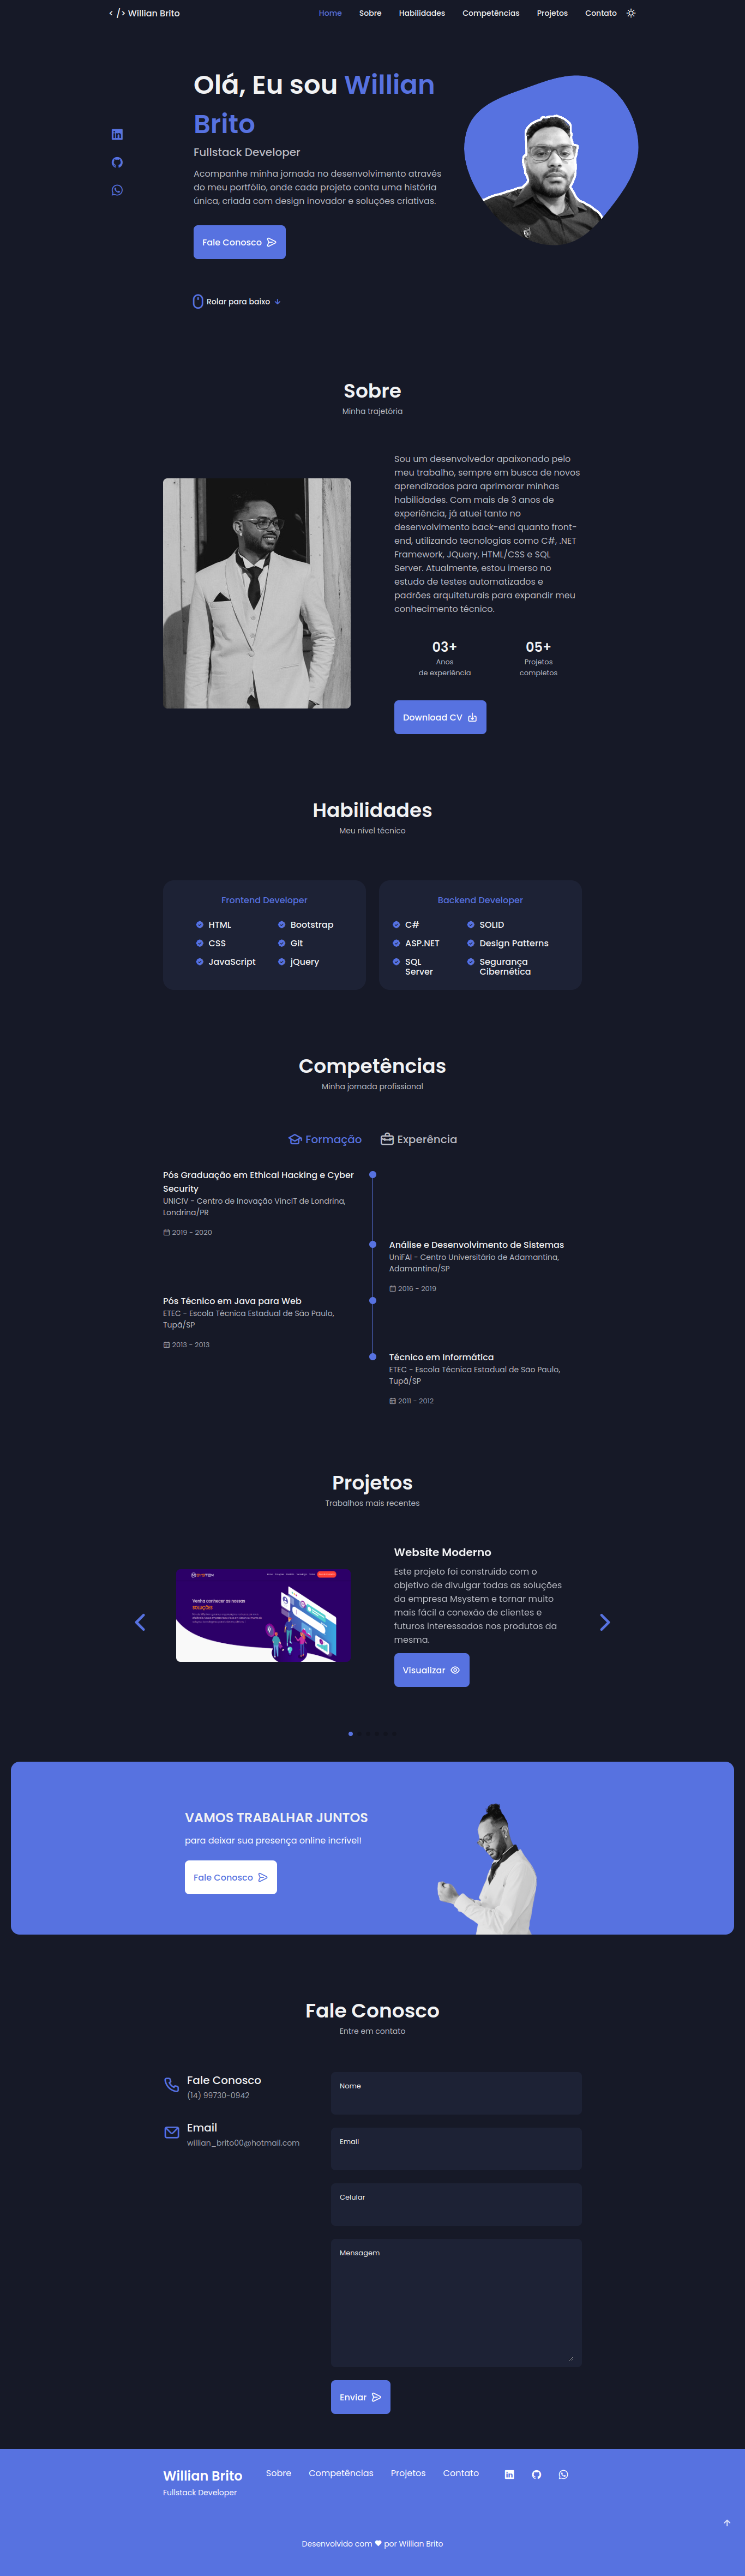 < /> Willian Brito
Home Sobre Habilidades Competências Projetos Contato
Olá, Eu sou Willian
Brito
Fullstack Developer
Acompanhe minha jornada no desenvolvimento através
do meu portfólio, onde cada projeto conta uma história
única, criada com design inovador e soluções criativas.
Fale Conosco
Rolar para baixo
Sobre
Minha trajetória
Sou um desenvolvedor apaixonado pelo
meu trabalho, sempre em busca de novos
aprendizados para aprimorar minhas
habilidades. Com mais de 3 anos de
experiência, já atuei tanto no
desenvolvimento back-end quanto front-
end, utilizando tecnologias como C#, .NET
Framework, JQuery, HTML/CSS e SQL
Server. Atualmente, estou imerso no
estudo de testes automatizados e
padrões arquiteturais para expandir meu
conhecimento técnico.
03+ 05+
Anos Projetos
de experiência completos
Download CV
Habilidades
Meu nível técnico
Frontend Developer
HTML Bootstrap
CSS Git
JavaScript jQuery
Backend Developer
C# SOLID
ASP.NET Design Patterns
SQL Segurança
Server Cibernética
Competências
Minha jornada profissional
Formação Experência
Pós Graduação em Ethical Hacking e Cyber
Security
UNICIV - Centro de Inovação VincIT de Londrina,
Londrina/PR
2019 - 2020
Análise e Desenvolvimento de Sistemas
UniFAI - Centro Universitário de Adamantina,
Adamantina/SP
2016 - 2019
Pós Técnico em Java para Web
ETEC - Escola Técnica Estadual de São Paulo,
Tupã/SP
2013 - 2013
Técnico em Informática
ETEC - Escola Técnica Estadual de São Paulo,
Tupã/SP
2011 - 2012
Projetos
Trabalhos mais recentes
Venha conhecer as nossas
soluções
Website Moderno
Este projeto foi construído com o
objetivo de divulgar todas as soluções
da empresa Msystem e tornar muito
mais fácil a conexão de clientes e
futuros interessados nos produtos da
mesma.
Visualizar
VAMOS TRABALHAR JUNTOS
para deixar sua presença online incrível!
Fale Conosco
Fale Conosco
Entre em contato
Fale Conosco
(14) 99730-0942
Email
willian_brito00@hotmail.com
Nome
Email
Celular
Mensagem
Enviar
Willian Brito
Fullstack Developer
Sobre Competências Projetos Contato
Desenvolvido com ❤ por Willian Brito